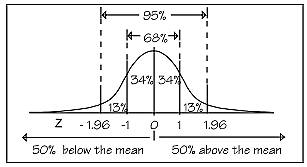 95%
68%
34% 34%
13% 13%
Z -1.96 -1 0 1 1.96
50% below the mean 50% above the mean